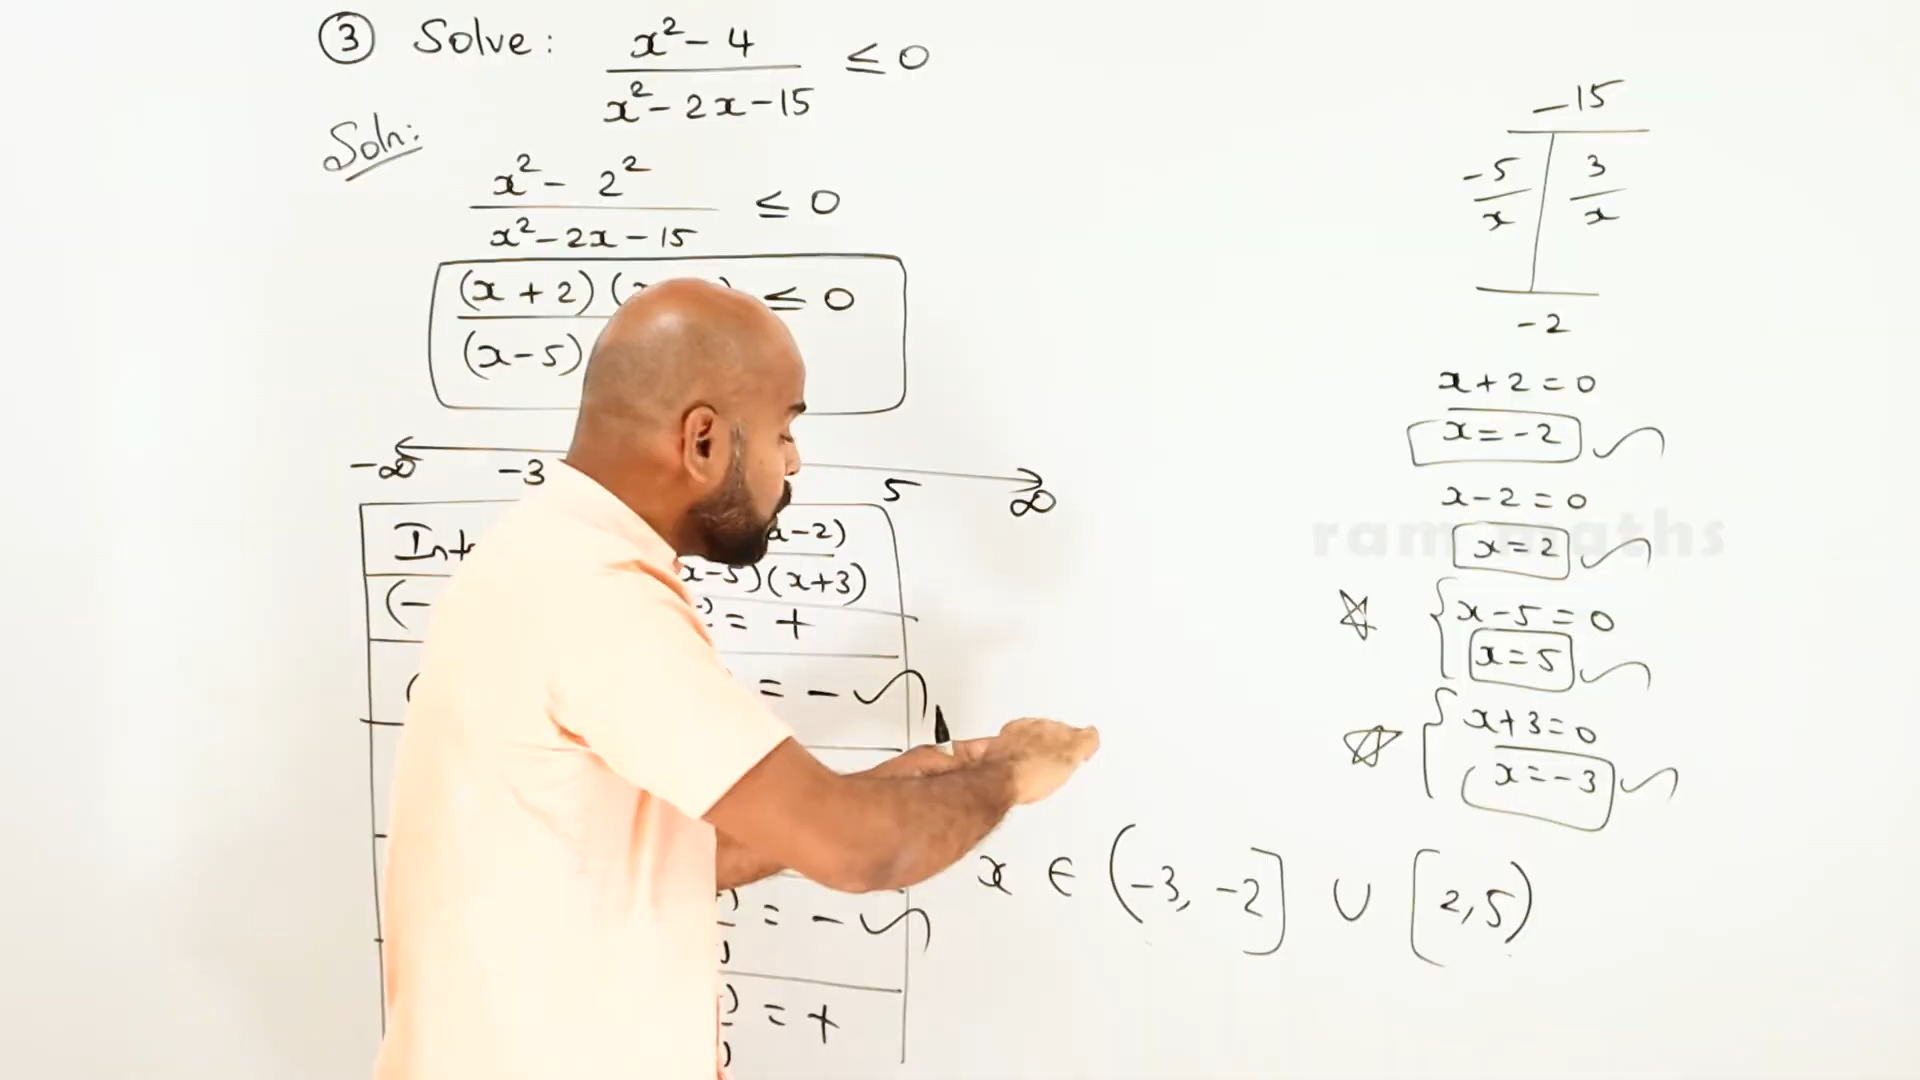 ③ Solve: x² - 4 / x² - 2x - 15 ≤ 0
Soln:
x² - 2² / x² - 2x - 15 ≤ 0
(x + 2) ( ≤ 0
(x - 5)
-∞ -3 5 ∞
x-2)
x-5)(x+3)
= +
= -
= -
= +
-15
-5/x 3/x
-2
x + 2 = 0
x = -2
x - 2 = 0
x = 2
x - 5 = 0
x = 5
x + 3 = 0
x = -3
x ∈ (-3, -2] ∪ [2, 5)
ram maths